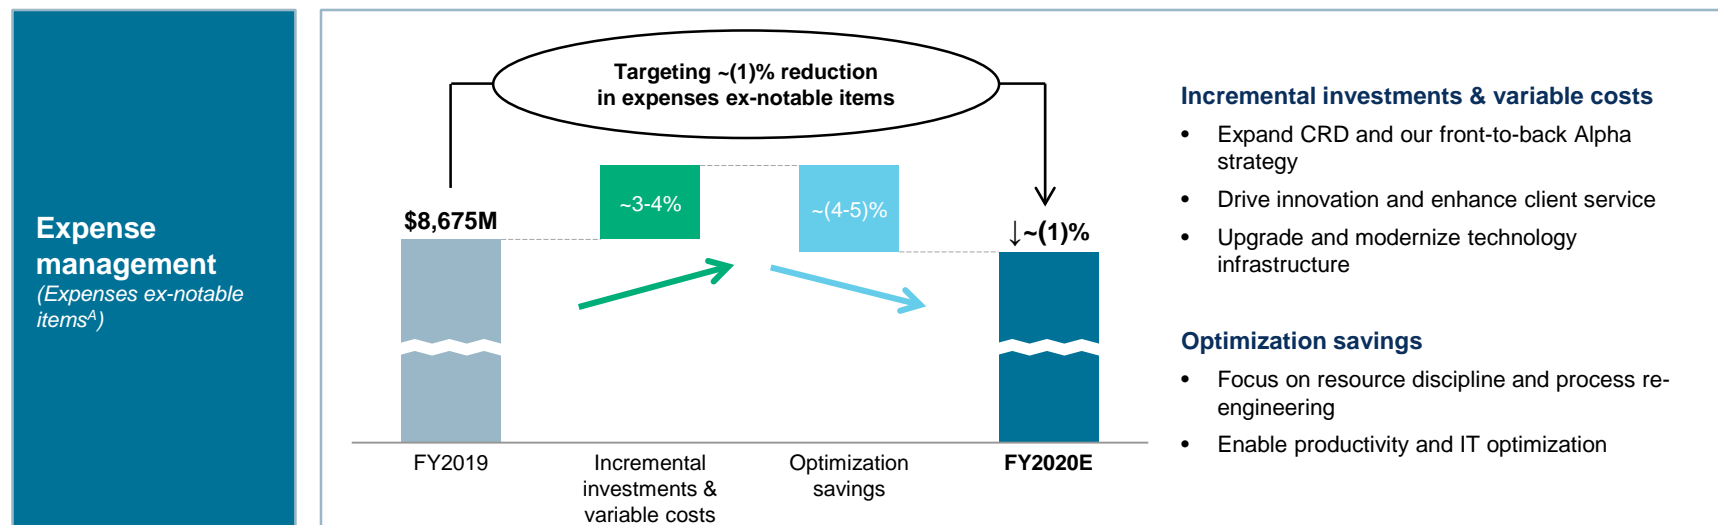 Expense
management
(Expenses ex-notable
itemsA)
Targeting ~(1)% reduction
in expenses ex-notable items
$8,675M
~3-4%
~(4-5)%
↓~(1)%
FY2019
Incremental
investments &
variable costs
Optimization
savings
FY2020E
Incremental investments & variable costs
• Expand CRD and our front-to-back Alpha
strategy
• Drive innovation and enhance client service
• Upgrade and modernize technology
infrastructure
Optimization savings
• Focus on resource discipline and process re-
engineering
• Enable productivity and IT optimization